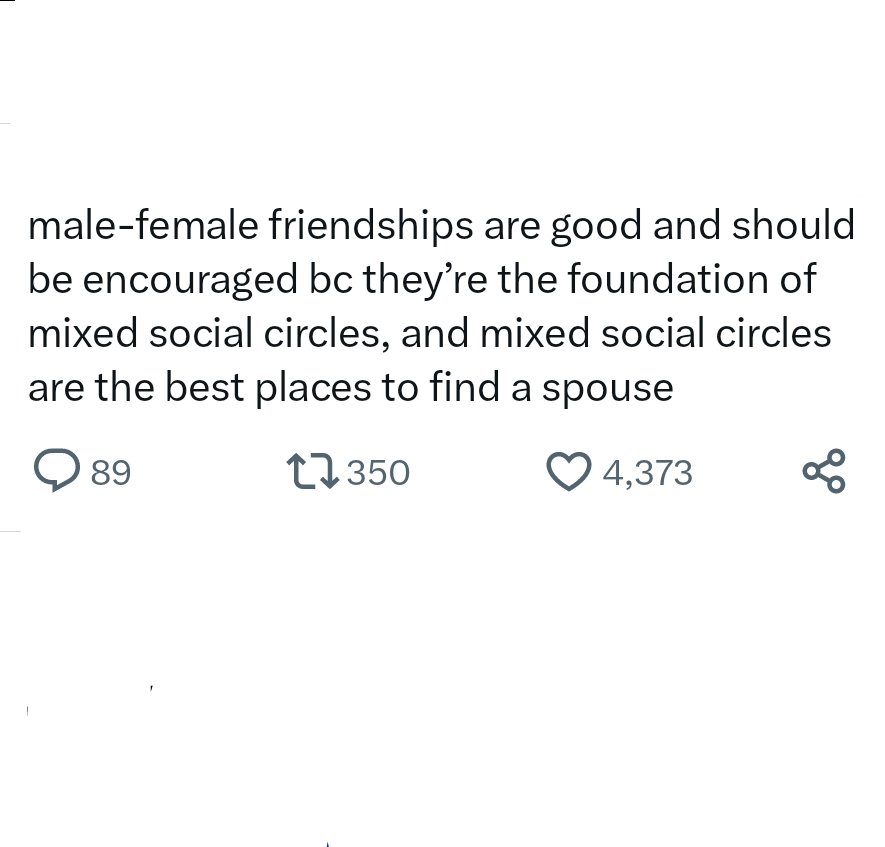 male-female friendships are good and should
be encouraged bc they’re the foundation of
mixed social circles, and mixed social circles
are the best places to find a spouse
89 350 4,373